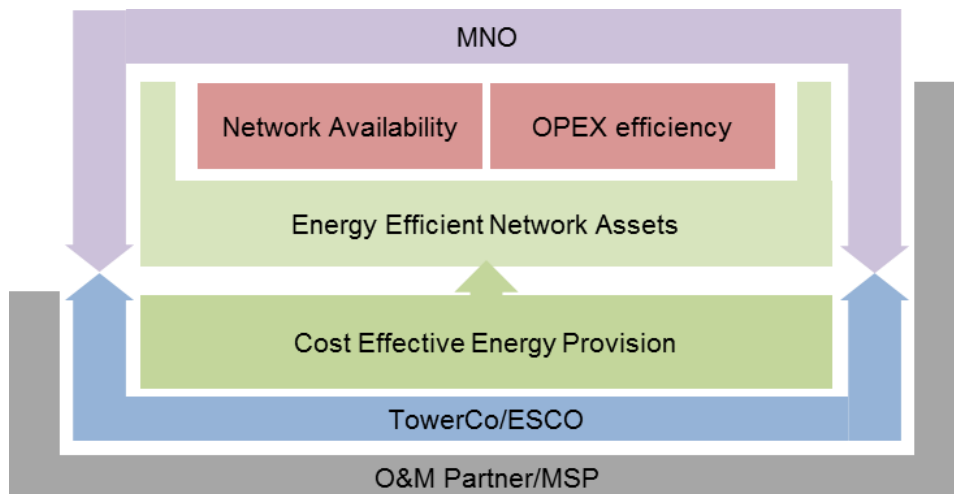 MNO
Network Availability
OPEX efficiency
Energy Efficient Network Assets
Cost Effective Energy Provision
TowerCo/ESCO
O&M Partner/MSP